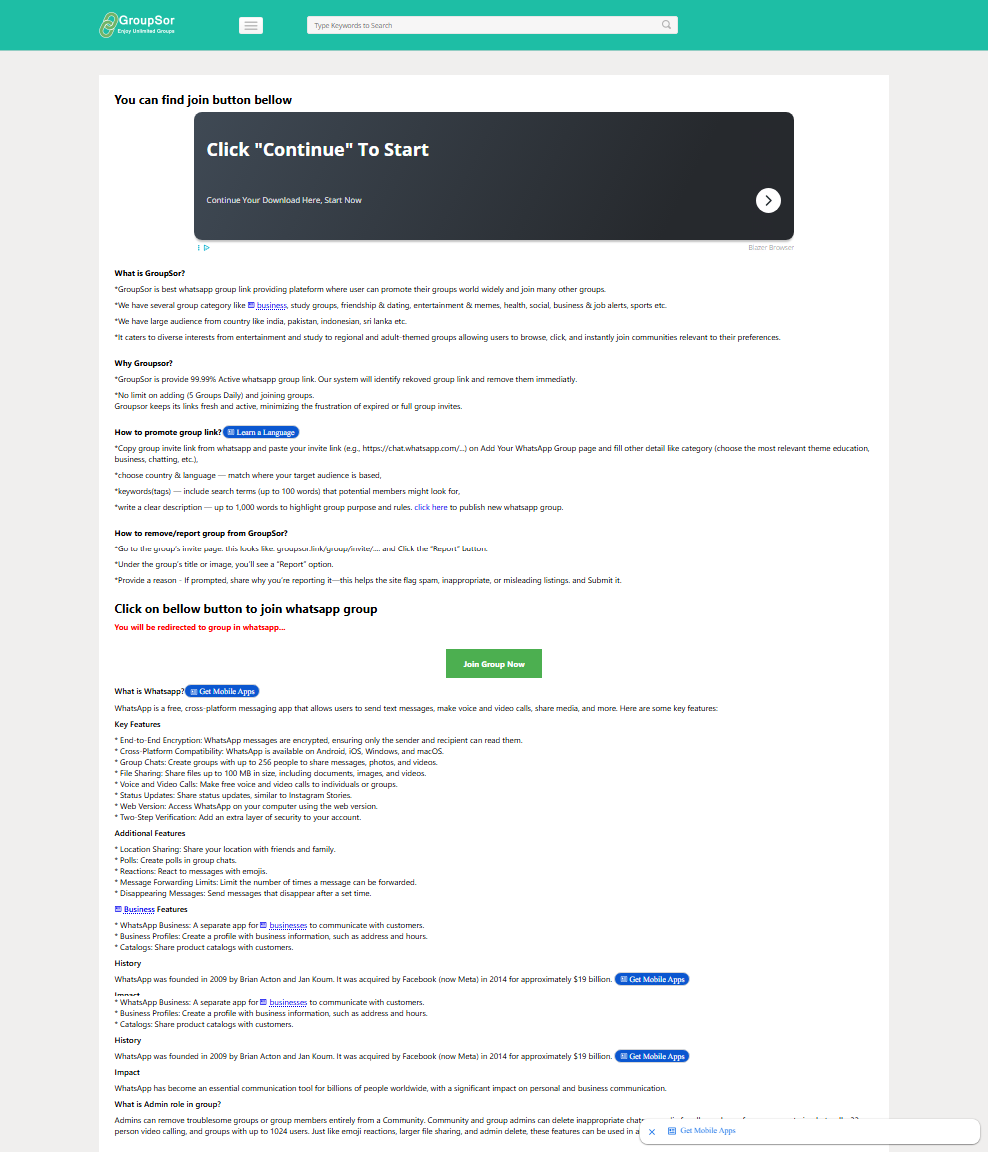 GroupSor
Enjoy Unlimited Groups
Type Keywords to Search
You can find join button bellow
Click "Continue" To Start
Continue Your Download Here, Start Now
Blazer Browser
What is GroupSor?
*GroupSor is best whatsapp group link providing plateform where user can promote their groups world widely and join many other groups.
*We have several group category like business, study groups, friendship & dating, entertainment & memes, health, social, business & job alerts, sports etc.
*We have large audience from country like india, pakistan, indonesian, sri lanka etc.
*It caters to diverse interests from entertainment and study to regional and adult-themed groups allowing users to browse, click, and instantly join communities relevant to their preferences.
Why Groupsor?
*GroupSor is provide 99.99% Active whatsapp group link. Our system will identify rekoved group link and remove them immediatly.
*No limit on adding (5 Groups Daily) and joining groups.
Groupsor keeps its links fresh and active, minimizing the frustration of expired or full group invites.
How to promote group link? Learn a Language
*Copy group invite link from whatsapp and paste your invite link (e.g., https://chat.whatsapp.com/...) on Add Your WhatsApp Group page and fill other detail like category (choose the most relevant theme education,
business, chatting, etc.),
*choose country & language — match where your target audience is based,
*keywords(tags) — include search terms (up to 100 words) that potential members might look for,
*write a clear description — up to 1,000 words to highlight group purpose and rules. click here to publish new whatsapp group.
How to remove/report group from GroupSor?
*Go to the group's invite page. this looks like: groupsor.link/group/invite/.... and Click the "Report" button.
*Under the group's title or image, you'll see a "Report" option.
*Provide a reason - If prompted, share why you're reporting it—this helps the site flag spam, inappropriate, or misleading listings. and Submit it.
Click on bellow button to join whatsapp group
You will be redirected to group in whatsapp...
Join Group Now
What is Whatsapp? Get Mobile Apps
WhatsApp is a free, cross-platform messaging app that allows users to send text messages, make voice and video calls, share media, and more. Here are some key features:
Key Features
* End-to-End Encryption: WhatsApp messages are encrypted, ensuring only the sender and recipient can read them.
* Cross-Platform Compatibility: WhatsApp is available on Android, iOS, Windows, and macOS.
* Group Chats: Create groups with up to 256 people to share messages, photos, and videos.
* File Sharing: Share files up to 100 MB in size, including documents, images, and videos.
* Voice and Video Calls: Make free voice and video calls to individuals or groups.
* Status Updates: Share status updates, similar to Instagram Stories.
* Web Version: Access WhatsApp on your computer using the web version.
* Two-Step Verification: Add an extra layer of security to your account.
Additional Features
* Location Sharing: Share your location with friends and family.
* Polls: Create polls in group chats.
* Reactions: React to messages with emojis.
* Message Forwarding Limits: Limit the number of times a message can be forwarded.
* Disappearing Messages: Send messages that disappear after a set time.
Business Features
* WhatsApp Business: A separate app for businesses to communicate with customers.
* Business Profiles: Create a profile with business information, such as address and hours.
* Catalogs: Share product catalogs with customers.
History
WhatsApp was founded in 2009 by Brian Acton and Jan Koum. It was acquired by Facebook (now Meta) in 2014 for approximately $19 billion. Get Mobile Apps
Impact
* WhatsApp Business: A separate app for businesses to communicate with customers.
* Business Profiles: Create a profile with business information, such as address and hours.
* Catalogs: Share product catalogs with customers.
History
WhatsApp was founded in 2009 by Brian Acton and Jan Koum. It was acquired by Facebook (now Meta) in 2014 for approximately $19 billion. Get Mobile Apps
Impact
WhatsApp has become an essential communication tool for billions of people worldwide, with a significant impact on personal and business communication.
What is Admin role in group?
Admins can remove troublesome groups or group members entirely from a Community. Community and group admins can delete inappropriate chats
person video calling, and groups with up to 1024 users. Just like emoji reactions, larger file sharing, and admin delete, these features can be used in
Get Mobile Apps